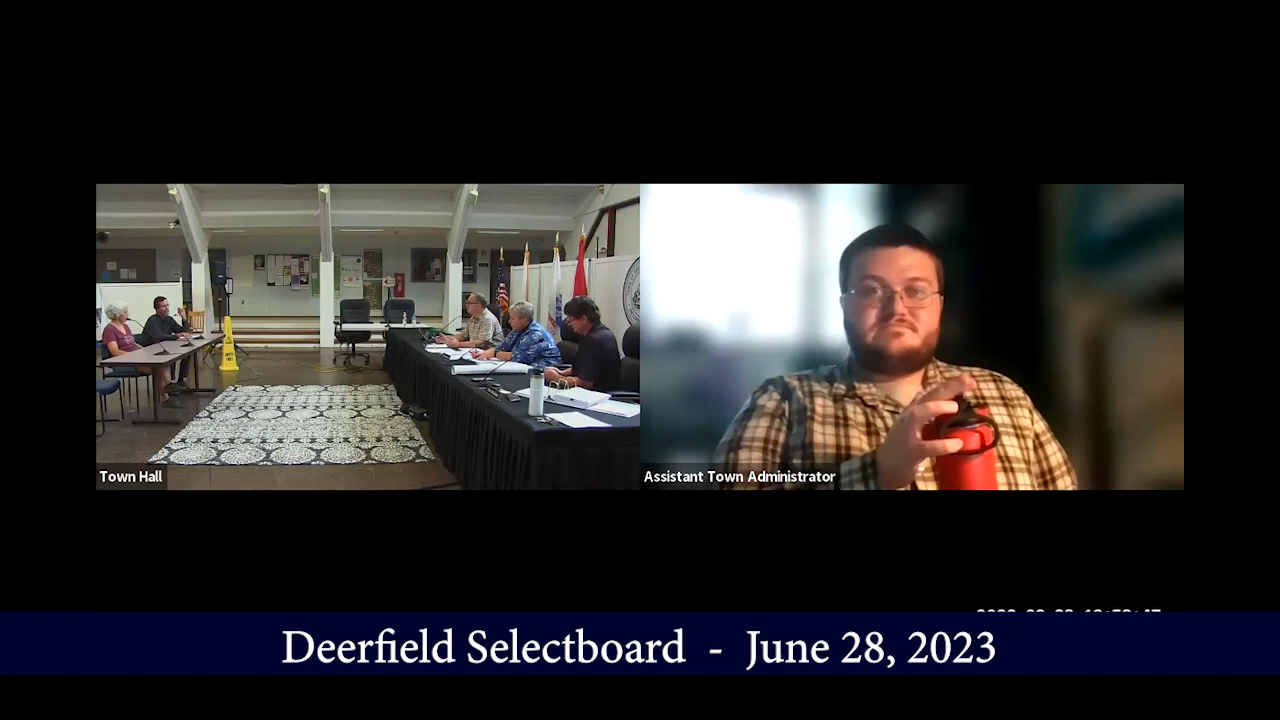 Town Hall
Assistant Town Administrator
Deerfield Selectboard - June 28, 2023